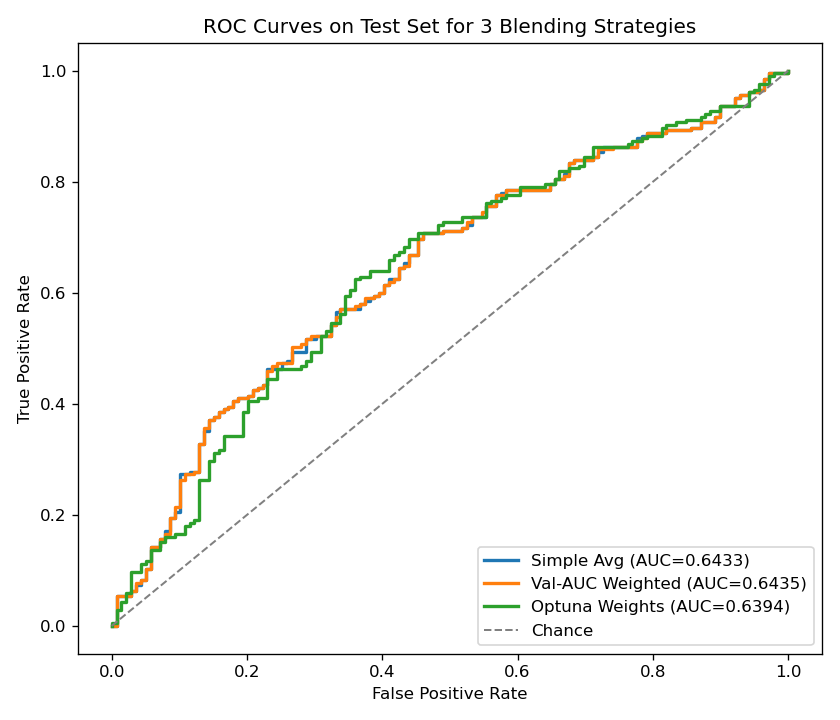 ROC Curves on Test Set for 3 Blending Strategies
True Positive Rate
1.0
0.8
0.6
0.4
0.2
0.0
Simple Avg (AUC=0.6433)
Val-AUC Weighted (AUC=0.6435)
Optuna Weights (AUC=0.6394)
Chance
0.0 0.2 0.4 0.6 0.8 1.0
False Positive Rate